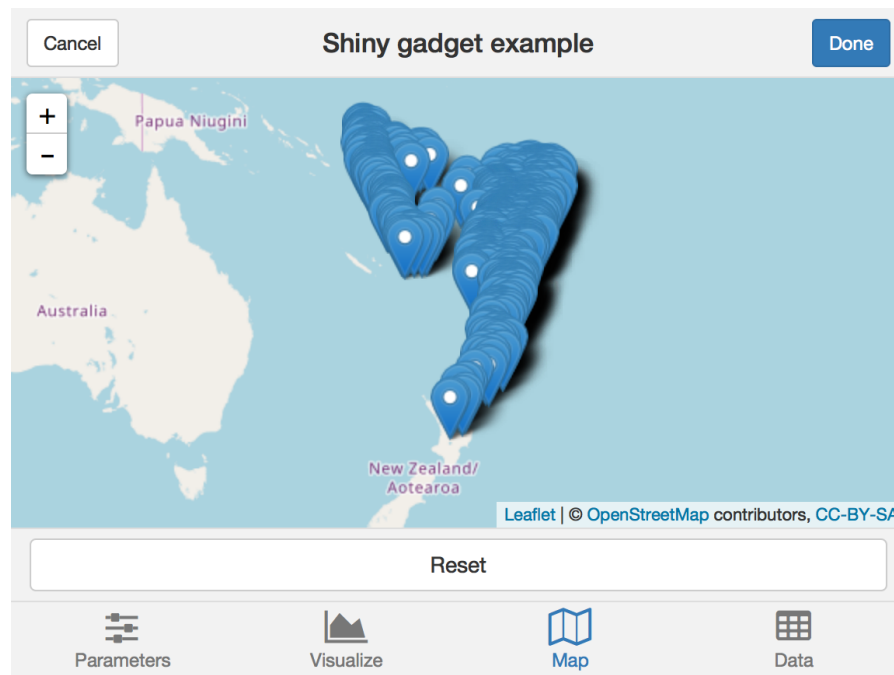 Cancel
Shiny gadget example
Done
+
-
Papua Niugini
Australia
New Zealand/
Aotearoa
Leaflet | © OpenStreetMap contributors, CC-BY-SA
Reset
Parameters
Visualize
Map
Data